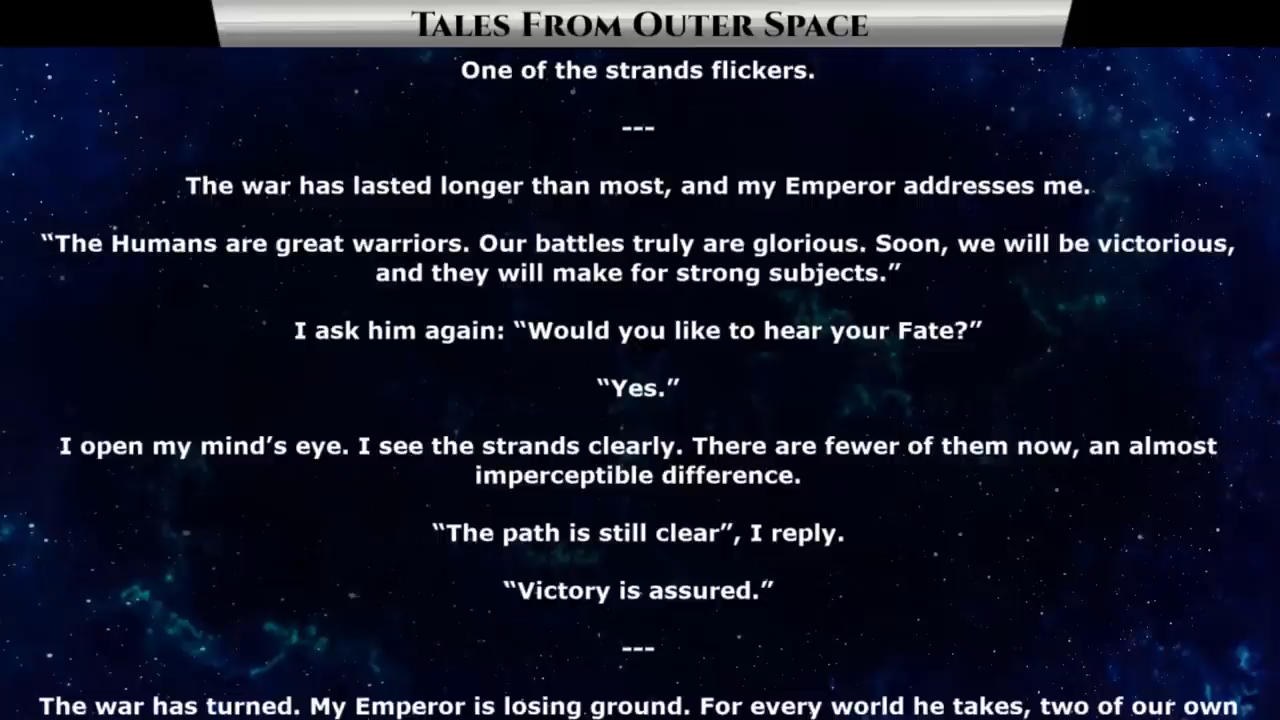 Tales From Outer Space
One of the strands flickers.
---
The war has lasted longer than most, and my Emperor addresses me.
“The Humans are great warriors. Our battles truly are glorious. Soon, we will be victorious,
and they will make for strong subjects.”
I ask him again: “Would you like to hear your Fate?”
“Yes.”
I open my mind’s eye. I see the strands clearly. There are fewer of them now, an almost
imperceptible difference.
“The path is still clear”, I reply.
“Victory is assured.”
---
The war has turned. My Emperor is losing ground. For every world he takes, two of our own